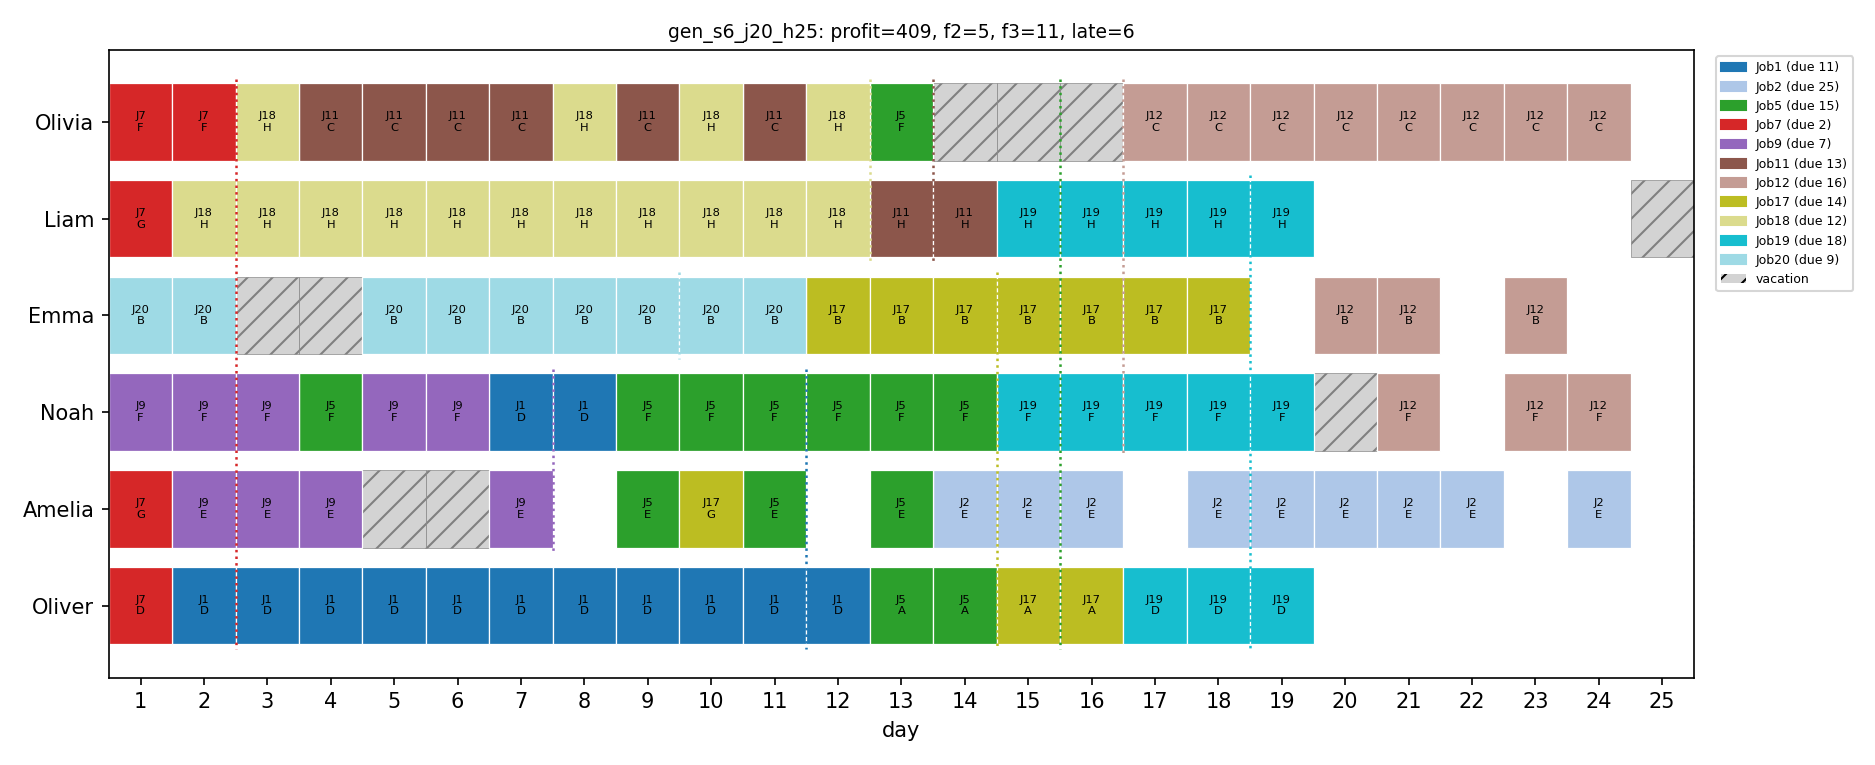 gen_s6_j20_h25: profit=409, f2=5, f3=11, late=6
Olivia
J7 J7 J18 J11 J11 J11 J11 J18 J11 J18 J11 J18 J5 J12 J12 J12 J12 J12 J12 J12 J12
F F H C C C C H C H C H F C C C C C C C C
Liam
J7 J18 J18 J18 J18 J18 J18 J18 J18 J18 J18 J18 J11 J11 J19 J19 J19 J19 J19
G H H H H H H H H H H H H H H H H H H
Emma
J20 J20 J20 J20 J20 J20 J20 J20 J20 J17 J17 J17 J17 J17 J17 J17 J12 J12 J12
B B B B B B B B B B B B B B B B B B B
Noah
J9 J9 J9 J5 J9 J9 J1 J1 J5 J5 J5 J5 J5 J5 J19 J19 J19 J19 J19 J12 J12 J12
F F F F F F D D F F F F F F F F F F F F F F
Amelia
J7 J9 J9 J9 J9 J5 J17 J5 J5 J2 J2 J2 J2 J2 J2 J2 J2 J2
G E E E E E G E E E E E E E E E E E
Oliver
J7 J1 J1 J1 J1 J1 J1 J1 J1 J1 J1 J1 J5 J5 J17 J17 J19 J19 J19
D D D D D D D D D D D D A A A A D D D
1 2 3 4 5 6 7 8 9 10 11 12 13 14 15 16 17 18 19 20 21 22 23 24 25
day
Job1 (due 11)
Job2 (due 25)
Job5 (due 15)
Job7 (due 2)
Job9 (due 7)
Job11 (due 13)
Job12 (due 16)
Job17 (due 14)
Job18 (due 12)
Job19 (due 18)
Job20 (due 9)
vacation